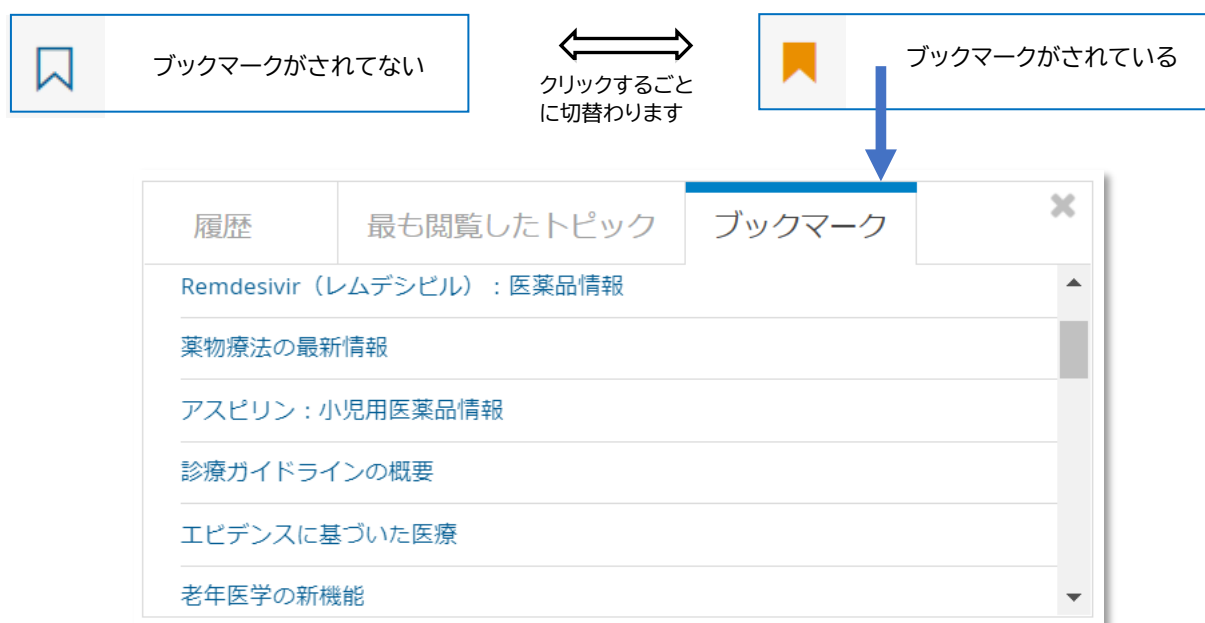 ブックマークがされてない
クリックするごと
に切替わります
ブックマークがされている
履歴
最も閲覧したトピック
ブックマーク
Remdesivir（レムデシビル）：医薬品情報
薬物療法の最新情報
アスピリン：小児用医薬品情報
診療ガイドラインの概要
エビデンスに基づいた医療
老年医学の新機能